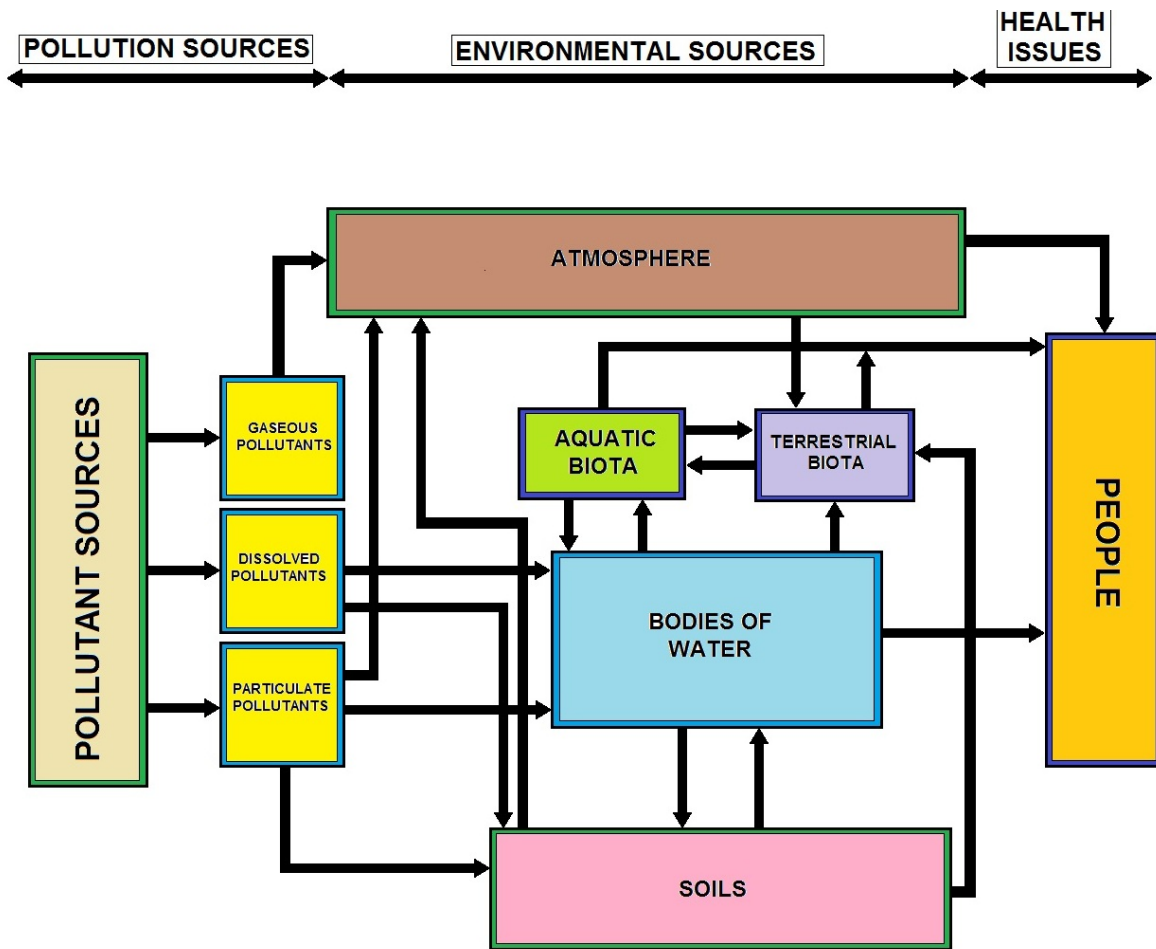 POLLUTION SOURCES
ENVIRONMENTAL SOURCES
HEALTH
ISSUES
ATMOSPHERE
POLLUTANT SOURCES
GASEOUS
POLLUTANTS
DISSOLVED
POLLUTANTS
PARTICULATE
POLLUTANTS
AQUATIC
BIOTA
TERRESTRIAL
BIOTA
BODIES OF
WATER
SOILS
PEOPLE